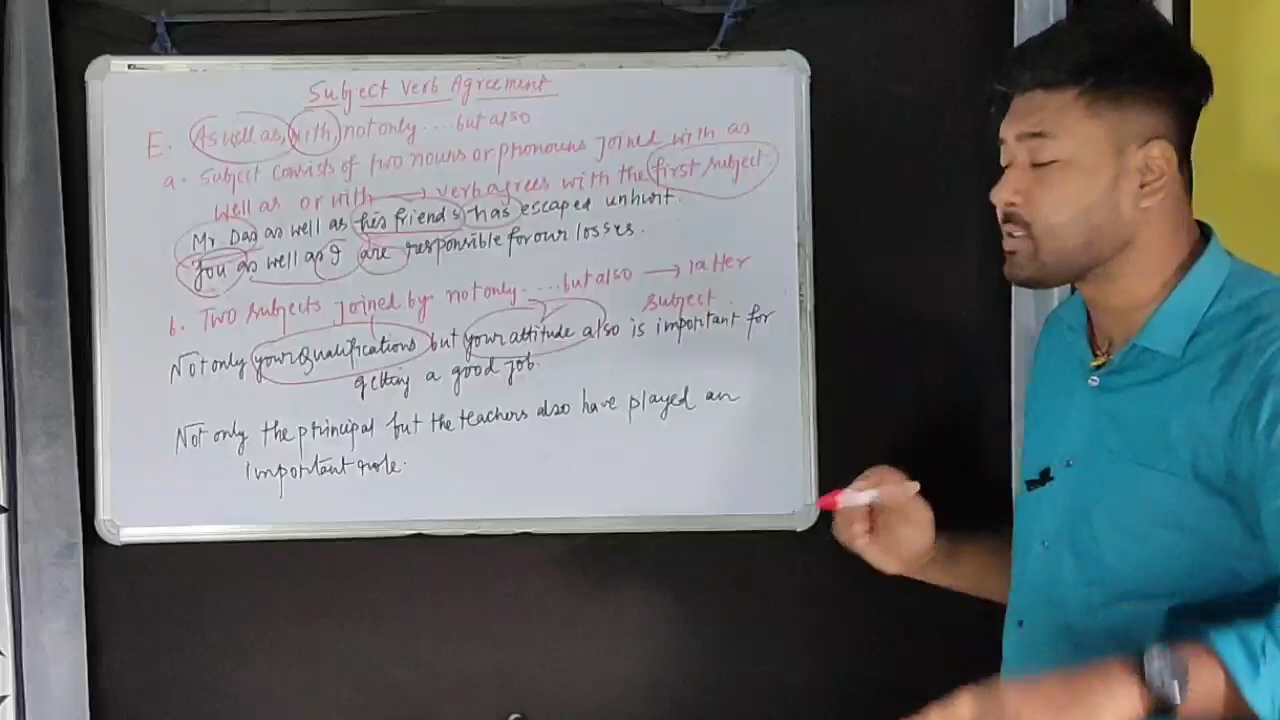 Subject Verb Agreement
E. As well as, with, not only ....but also
a. Subject consists of two nouns or phonouns joined with as
well as or with → verb agrees with the first subject
Mr. Das as well as his friends has escaped unhurt.
You as well as I are responsible for our losses.
b. Two subjects joined by not only .....but also → latter
subject.
Not only your Qualifications but your attitude also is important for
getting a good job.
Not only the principal but the teachers also have played an
important role.